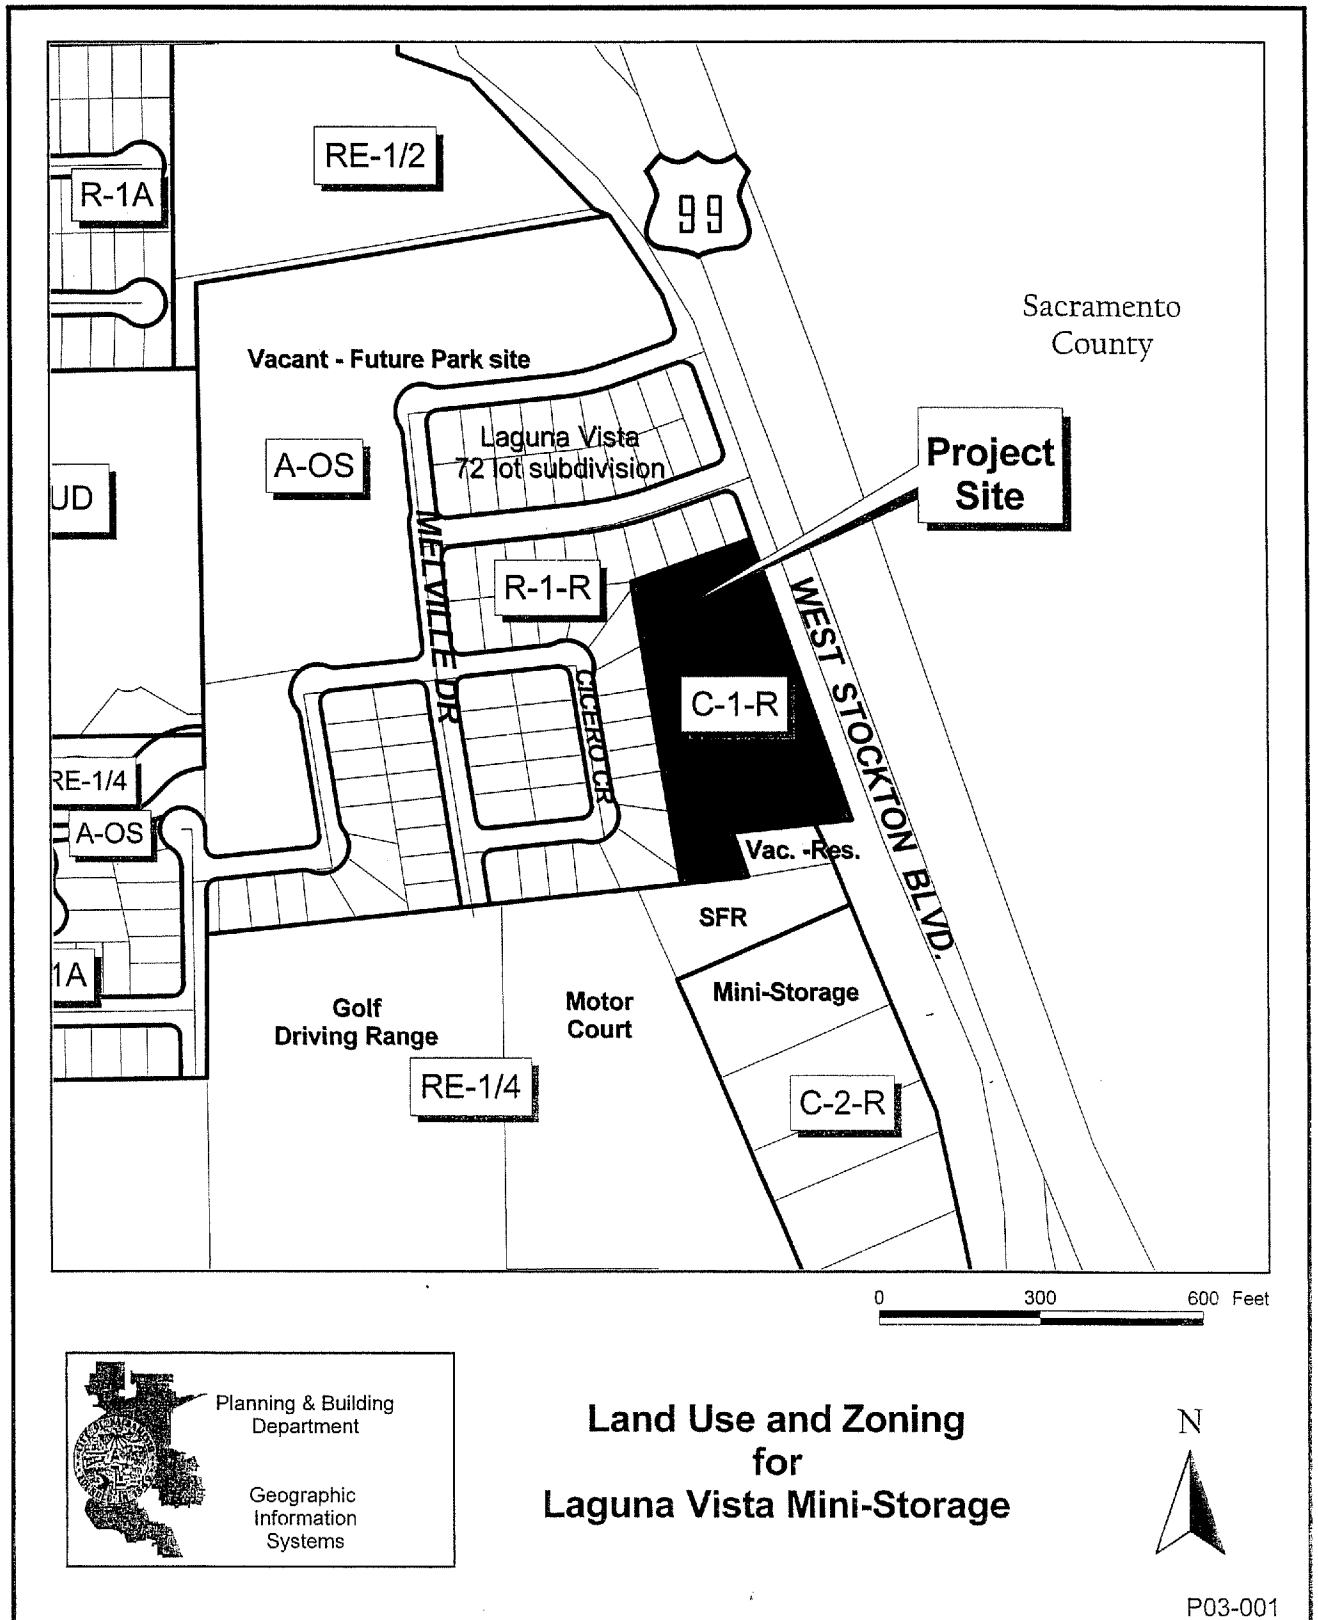 RE-1/2
R-1A
99
Sacramento
County
Vacant - Future Park site
Laguna Vista
72 lot subdivision
A-OS
Project
Site
UD
MELVILLE DR
R-1-R
WEST STOCKTON BLVD.
CICERO CR
C-1-R
RE-1/4
A-OS
Vac. -Res.
SFR
1A
Mini-Storage
Golf
Driving Range
Motor
Court
RE-1/4
C-2-R
0 300 600 Feet
Planning & Building
Department
Geographic
Information
Systems
Land Use and Zoning
for
Laguna Vista Mini-Storage
N
P03-001